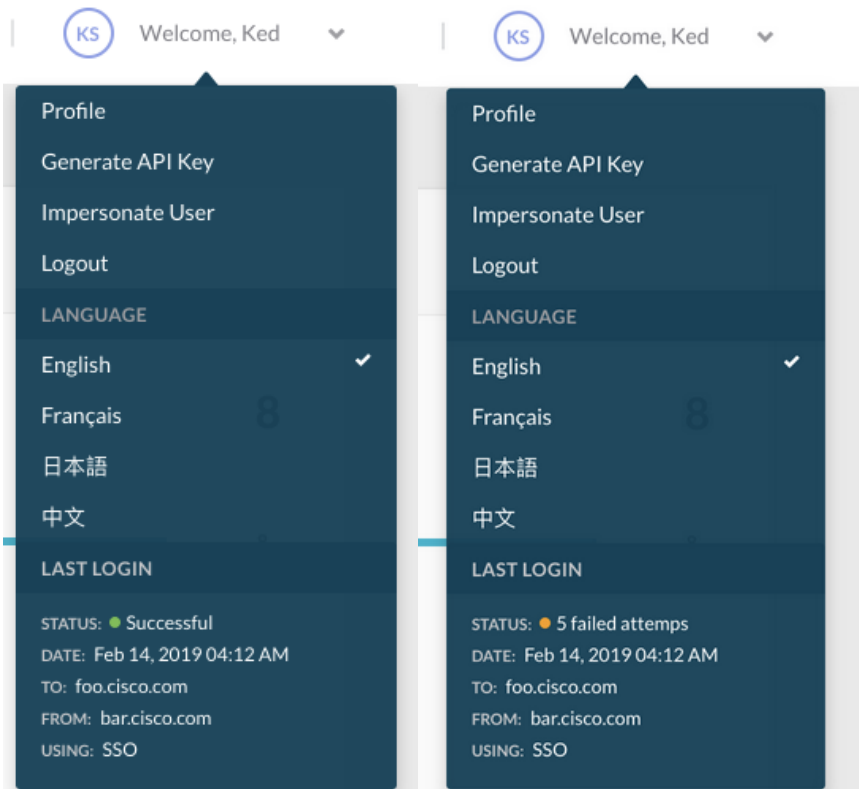 KS Welcome, Ked
Profile
Generate API Key
Impersonate User
Logout
LANGUAGE
English
Français
日本語
中文
LAST LOGIN
STATUS: Successful
DATE: Feb 14, 2019 04:12 AM
TO: foo.cisco.com
FROM: bar.cisco.com
USING: SSO
KS Welcome, Ked
Profile
Generate API Key
Impersonate User
Logout
LANGUAGE
English
Français
8
日本語
中文
LAST LOGIN
STATUS: 5 failed attemps
DATE: Feb 14, 2019 04:12 AM
TO: foo.cisco.com
FROM: bar.cisco.com
USING: SSO